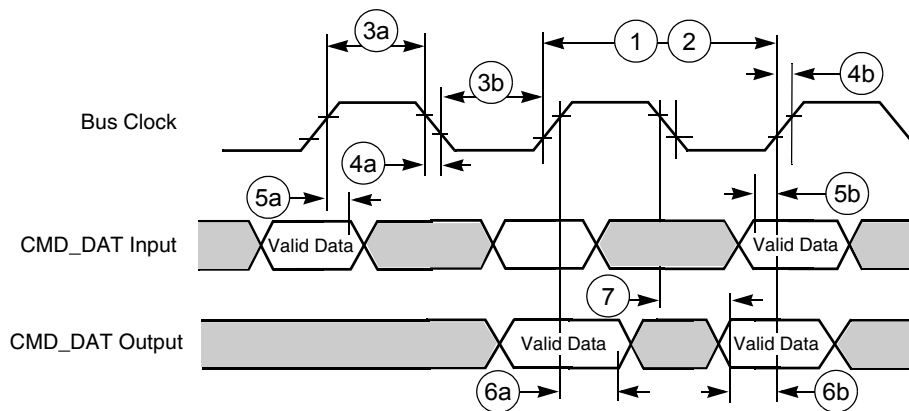 3a
1
2
3b
4b
Bus Clock
4a
5a
5b
CMD_DAT Input
Valid Data
Valid Data
7
CMD_DAT Output
Valid Data
Valid Data
6a
6b